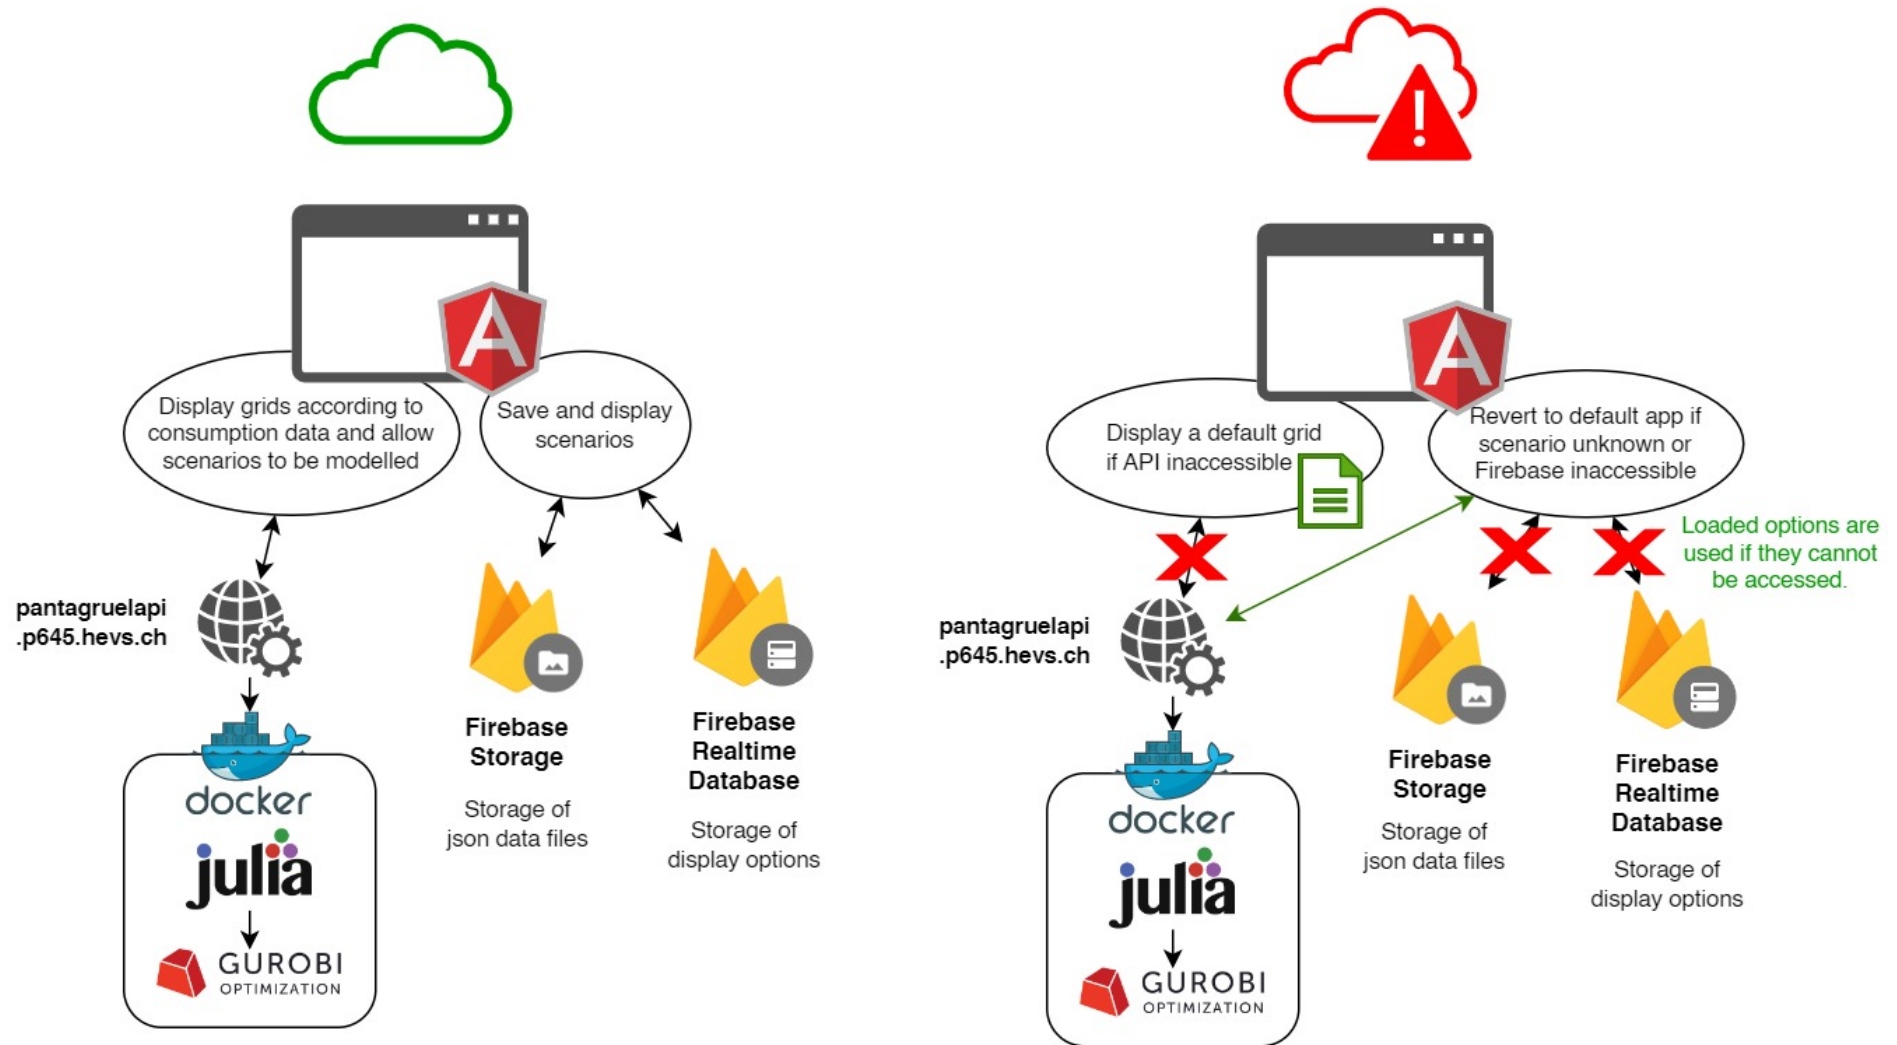 Display grids according to
consumption data and allow
scenarios to be modelled
Save and display
scenarios
pantagruelapi
.p645.hevs.ch
docker
julia
GUROBI
OPTIMIZATION
Firebase
Storage
Storage of
json data files
Firebase
Realtime
Database
Storage of
display options
!
Display a default grid
if API inaccessible
Revert to default app if
scenario unknown or
Firebase inaccessible
Loaded options are
used if they cannot
be accessed.
pantagruelapi
.p645.hevs.ch
docker
julia
GUROBI
OPTIMIZATION
Firebase
Storage
Storage of
json data files
Firebase
Realtime
Database
Storage of
display options